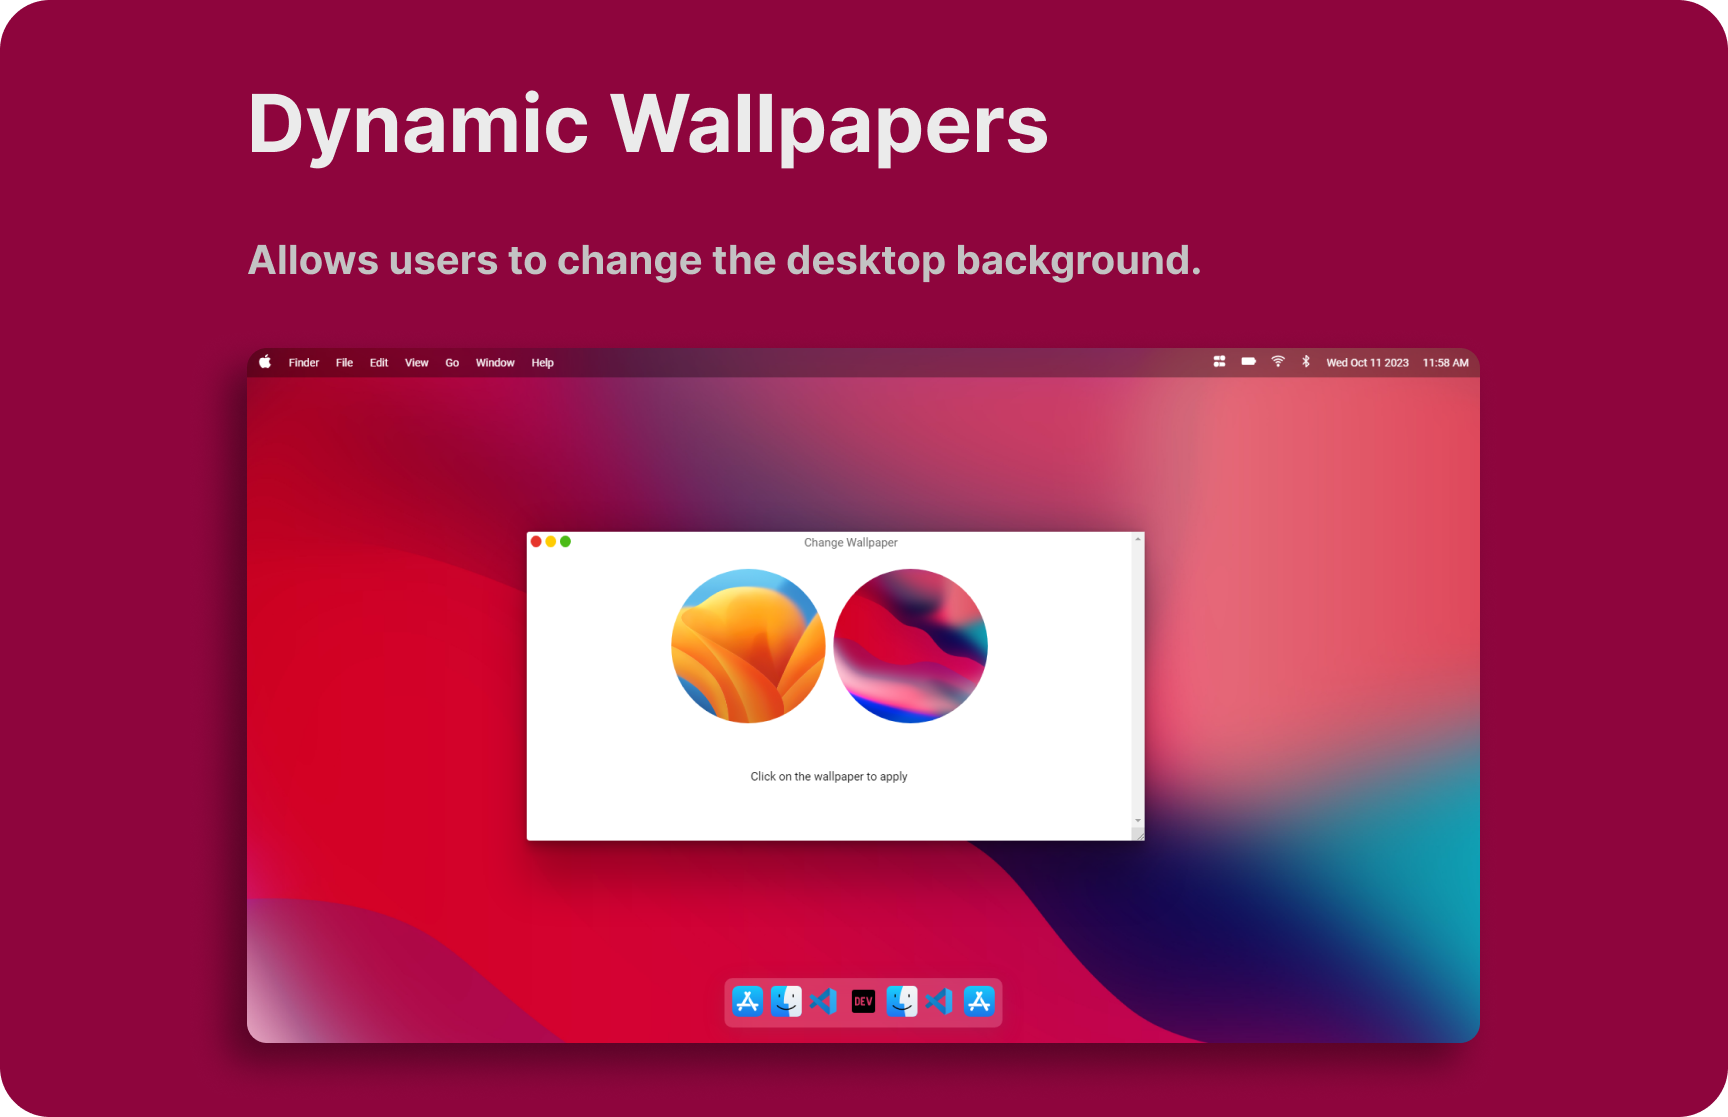 Dynamic Wallpapers
Allows users to change the desktop background.
Finder File Edit View Go Window Help
Wed Oct 11 2023 11:58 AM
Change Wallpaper
Click on the wallpaper to apply
DEV